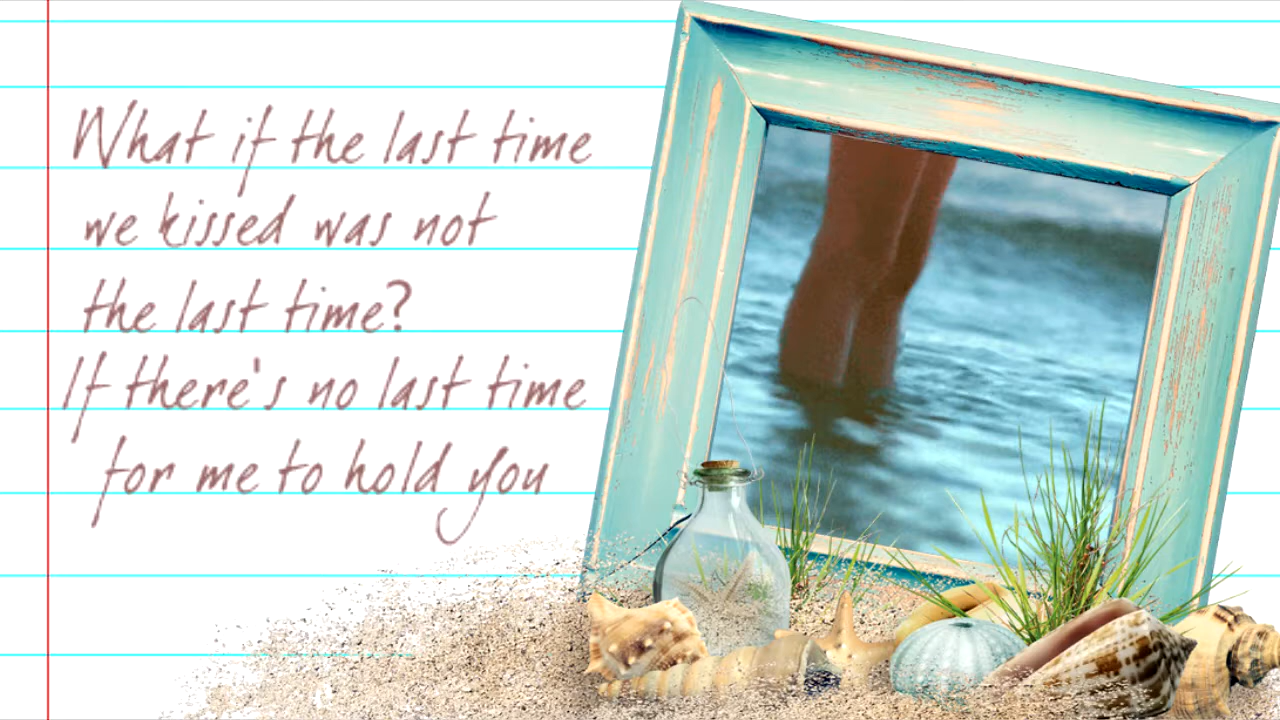 What if the last time
we kissed was not
the last time?
If there's no last time
for me to hold you